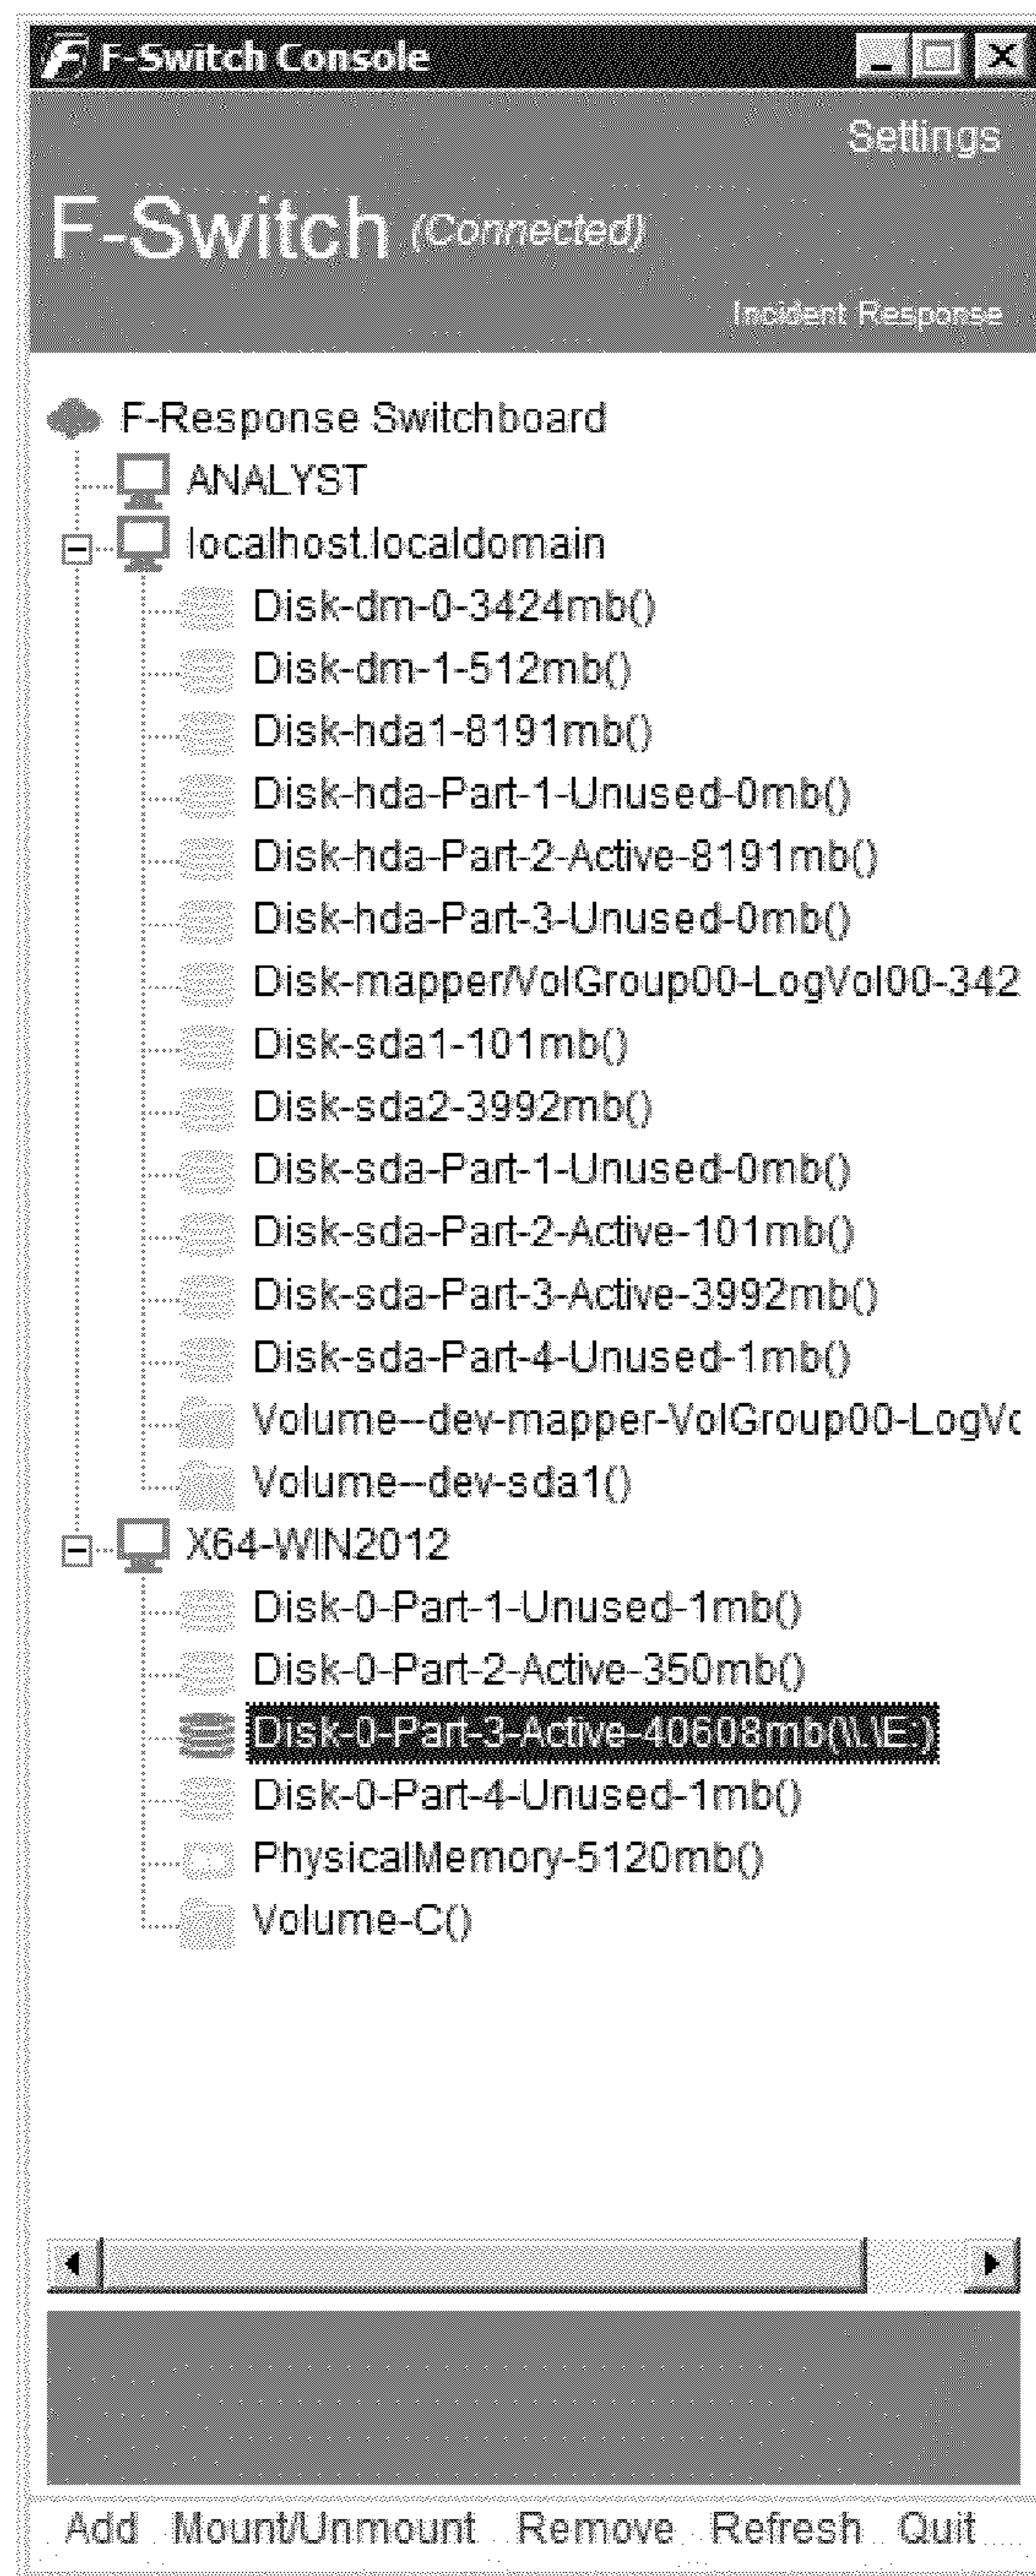 F-Switch Console
Settings
F-Switch (Connected)
Incident Response
F-Response Switchboard
ANALYST
localhost.localdomain
Disk-dm-0-3424mb()
Disk-dm-1-512mb()
Disk-hda1-8191mb()
Disk-hda-Part-1-Unused-0mb()
Disk-hda-Part-2-Active-8191mb()
Disk-hda-Part-3-Unused-0mb()
Disk-mapper/VolGroup00-LogVol00-342
Disk-sda1-101mb()
Disk-sda2-3992mb()
Disk-sda-Part-1-Unused-0mb()
Disk-sda-Part-2-Active-101mb()
Disk-sda-Part-3-Active-3992mb()
Disk-sda-Part-4-Unused-1mb()
Volume--dev-mapper-VolGroup00-LogVo
Volume--dev-sda1()
X64-WIN2012
Disk-0-Part-1-Unused-1mb()
Disk-0-Part-2-Active-350mb()
Disk-0-Part-3-Active-40608mb(\\.\E:)
Disk-0-Part-4-Unused-1mb()
PhysicalMemory-5120mb()
Volume-C()
Add Mount/Unmount Remove Refresh Quit